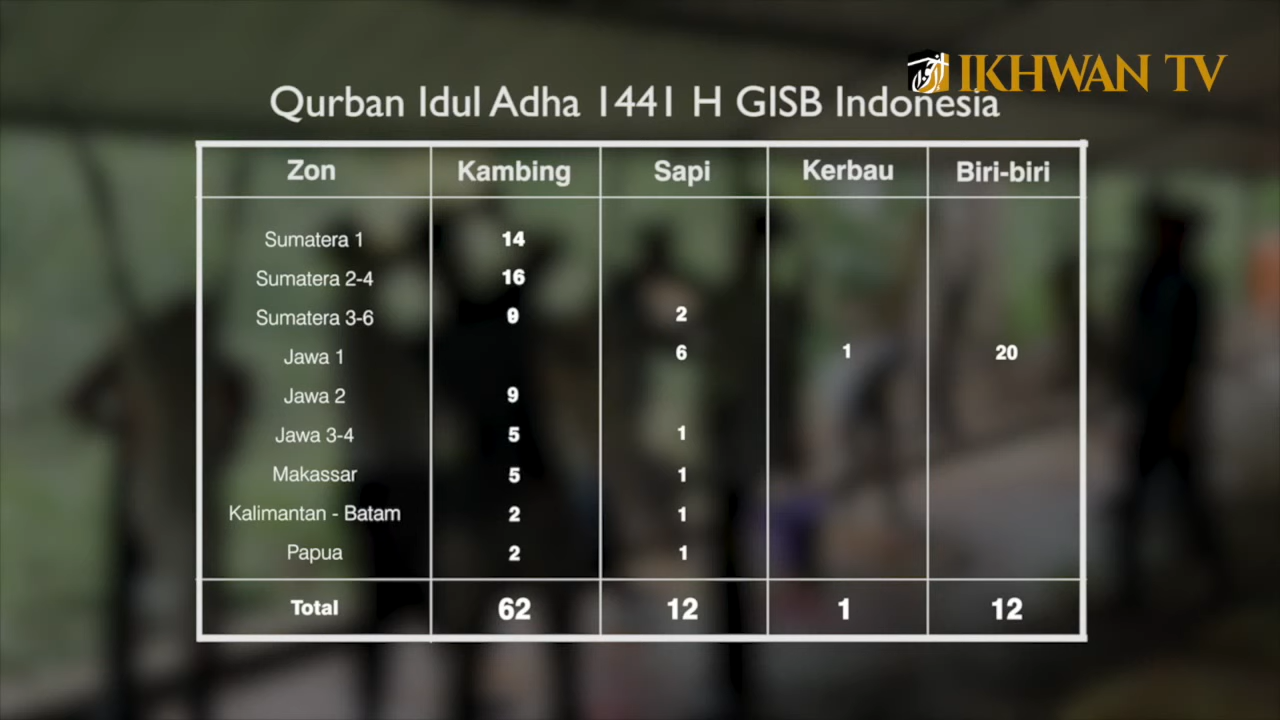 IKHWAN TV
Qurban Idul Adha 1441 H GISB Indonesia
Zon Kambing Sapi Kerbau Biri-biri
Sumatera 1 14
Sumatera 2-4 16
Sumatera 3-6 9 2
Jawa 1 6 1 20
Jawa 2 9
Jawa 3-4 5 1
Makassar 5 1
Kalimantan - Batam 2 1
Papua 2 1
Total 62 12 1 12